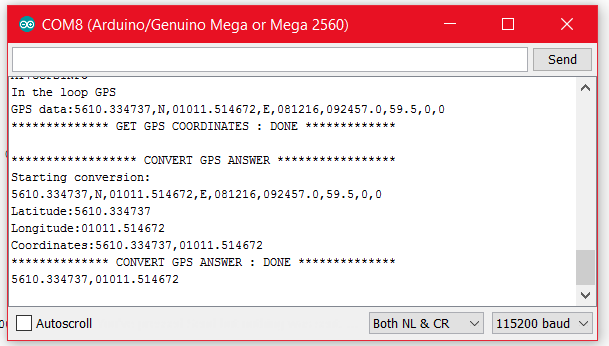 COM8 (Arduino/Genuino Mega or Mega 2560)
Send
In the loop GPS
GPS data:5610.334737,N,01011.514672,E,081216,092457.0,59.5,0,0
************** GET GPS COORDINATES : DONE *************
****************** CONVERT GPS ANSWER *****************
Starting conversion:
5610.334737,N,01011.514672,E,081216,092457.0,59.5,0,0
Latitude:5610.334737
Longitude:01011.514672
Coordinates:5610.334737,01011.514672
************** CONVERT GPS ANSWER : DONE **************
5610.334737,01011.514672
Autoscroll
Both NL & CR
115200 baud